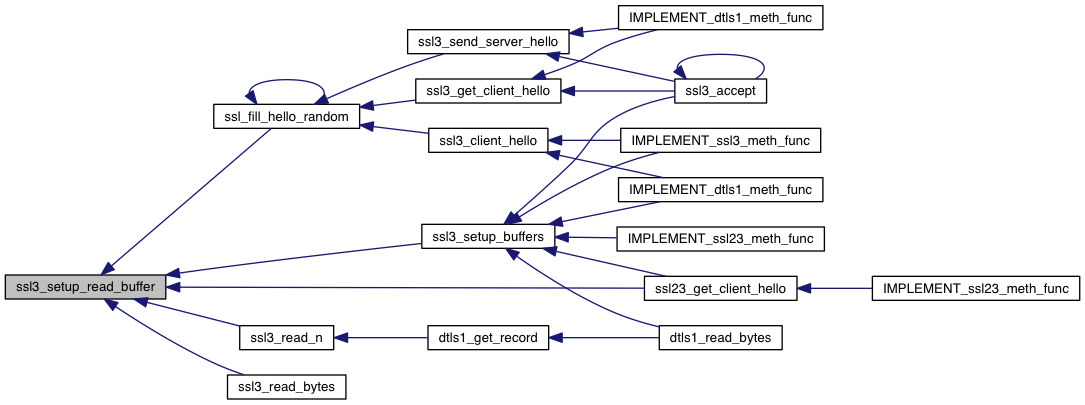 IMPLEMENT_dtls1_meth_func
ssl3_send_server_hello
ssl3_get_client_hello
ssl3_accept
ssl_fill_hello_random
ssl3_client_hello
IMPLEMENT_ssl3_meth_func
IMPLEMENT_dtls1_meth_func
ssl3_setup_buffers
IMPLEMENT_ssl23_meth_func
ssl3_setup_read_buffer
ssl23_get_client_hello
IMPLEMENT_ssl23_meth_func
ssl3_read_n
dtls1_get_record
dtls1_read_bytes
ssl3_read_bytes